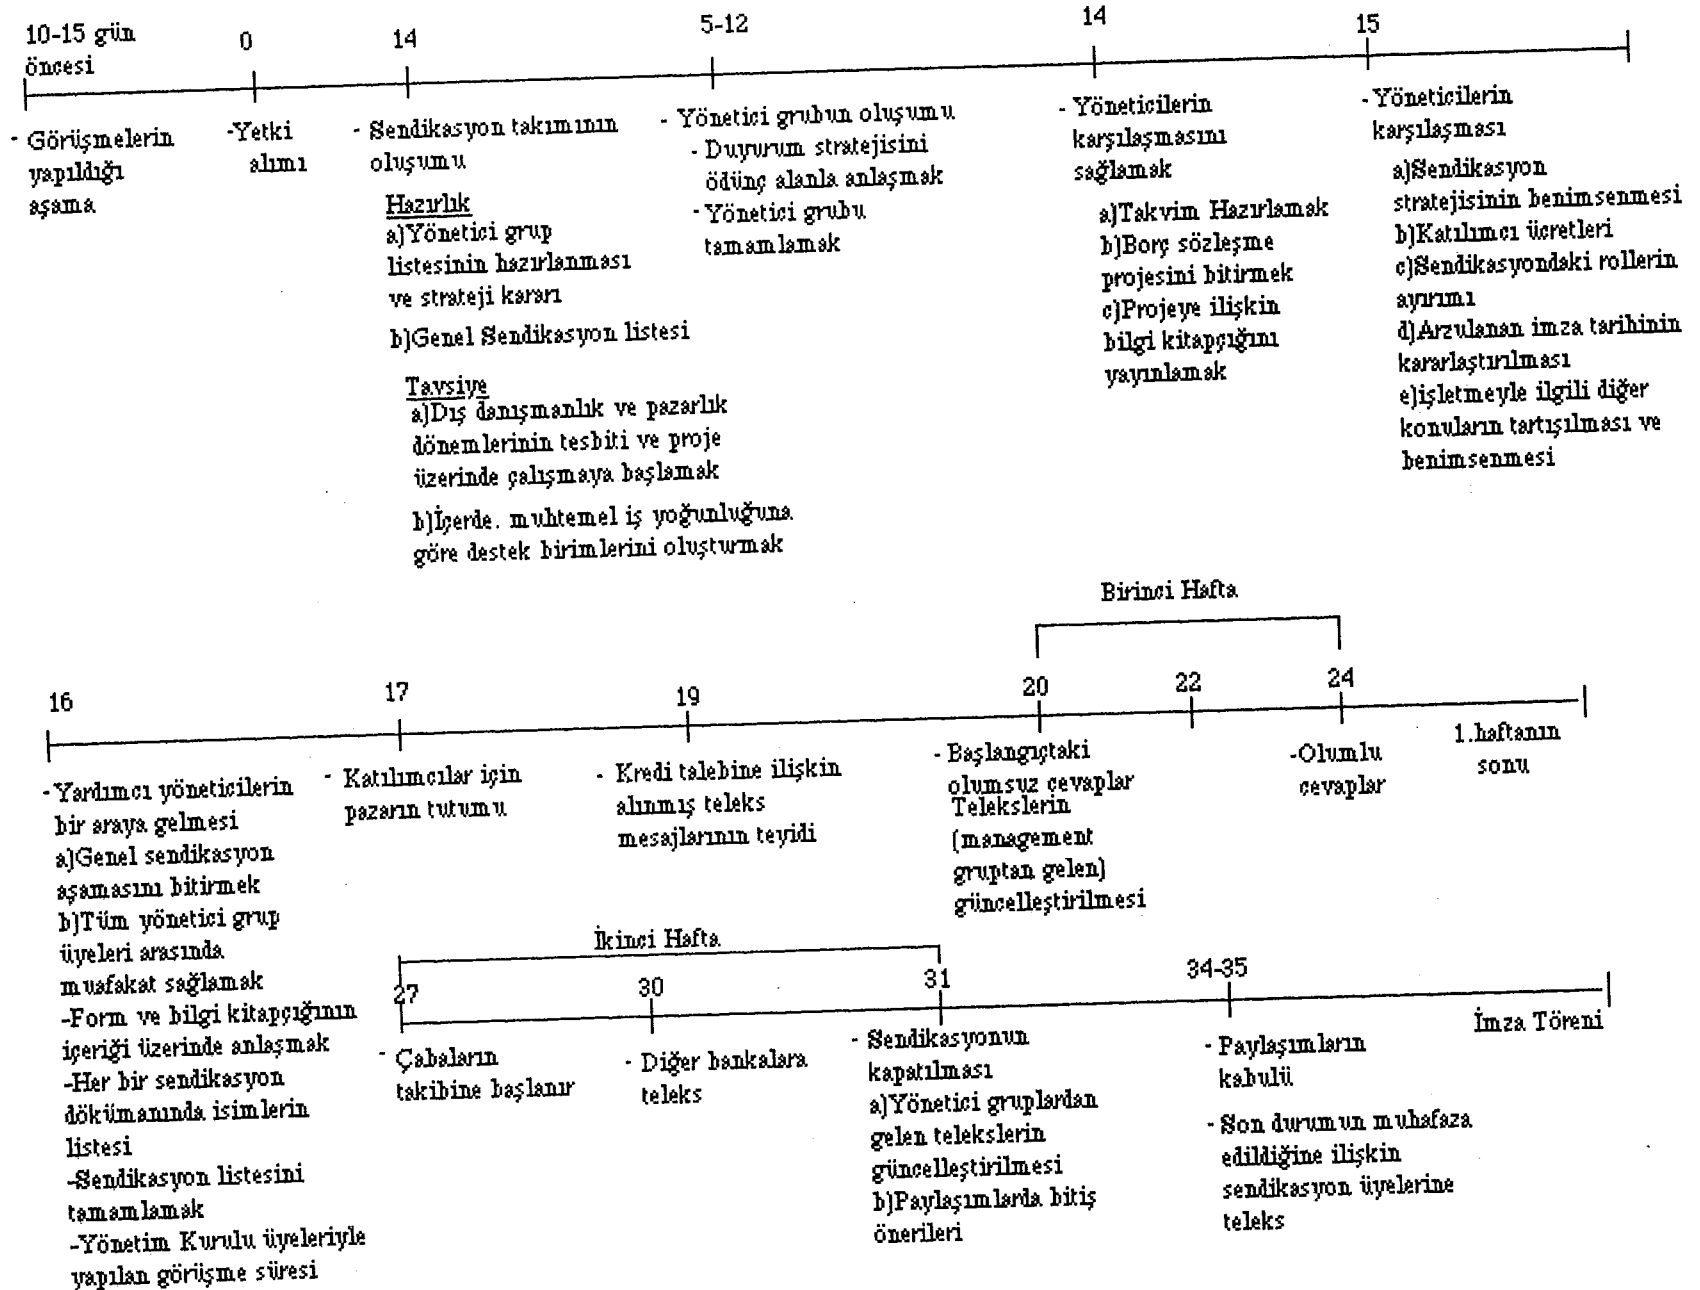 10-15 gün
öncesi
0
14
5-12
14
15
- Görüşmelerin
yapıldığı
aşama
-Yetki
alımı
- Sendikasyon takımının
oluşumu
Hazırlık
a)Yönetici grup
listesinin hazırlanması
ve strateji kararı
b)Genel Sendikasyon listesi
Tavsiye
a)Dış danışmanlık ve pazarlık
dönemlerinin tesbiti ve proje
üzerinde çalışmaya başlamak
b)İçerde. muhtemel iş yoğunluğuna
göre destek birimlerini oluşturmak
- Yönetici grubun oluşumu
- Duyurum stratejisini
ödünç alanla anlaşmak
- Yönetici grubu
tamamlamak
- Yöneticilerin
karşılaşmasını
sağlamak
a)Takvim Hazırlamak
b)Borç sözleşme
projesini bitirmek
c)Projeye ilişkin
bilgi kitapçığını
yayınlamak
- Yöneticilerin
karşılaşması
a)Sendikasyon
stratejisinin benimsenmesi
b)Katılımcı ücretleri
c)Sendikasyondaki rollerin
ayırımı
d)Arzulanan imza tarihinin
kararlaştırılması
e)işletmeyle ilgili diğer
konuların tartışılması ve
benimsenmesi
Birinci Hafta
16
17
19
20
22
24
- Yardımcı yöneticilerin
bir araya gelmesi
a)Genel sendikasyon
aşamasını bitirmek
b)Tüm yönetici grup
üyeleri arasında
muafakat sağlamak
-Form ve bilgi kitapçığının
içeriği üzerinde anlaşmak
-Her bir sendikasyon
dökümanında isimlerin
listesi
-Sendikasyon listesini
tamamlamak
-Yönetim Kurulu üyeleriyle
yapılan görüşme süresi
- Katılımcılar için
pazarın tutumu
- Kredi talebine ilişkin
alınmış teleks
mesajlarının teyidi
- Başlangıçtaki
olumsuz cevaplar
Telekslerin
(management
gruptan gelen)
güncelleştirilmesi
-Olumlu
cevaplar
1.haftanın
sonu
İkinci Hafta
27
30
31
34-35
- Çabaların
takibine başlanır
- Diğer bankalara
teleks
- Sendikasyonun
kapatılması
a)Yönetici gruplardan
gelen telekslerin
güncelleştirilmesi
b)Paylaşımlarda bitiş
önerileri
- Paylaşımların
kabulü
- Son durumun muhafaza
edildiğine ilişkin
sendikasyon üyelerine
teleks
İmza Töreni